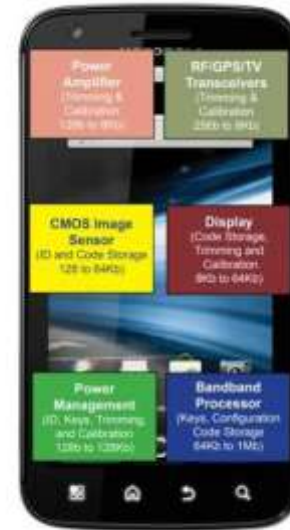 Power
Amplifier
(Trimming &
Calibration
128b to 8Kb)
RF/GPS/TV
Transceivers
(Trimming &
Calibration
256b to 8Kb)
CMOS Image
Sensor
(ID and Code Storage
128 to 64Kb)
Display
(Code Storage,
Trimming and
Calibration
8Kb to 64Kb)
Power
Management
(ID, Keys, Trimming,
and Calibration
128b to 128Kb)
Bandband
Processor
(Keys, Configuration
Code Storage
64Kb to 1Mb)